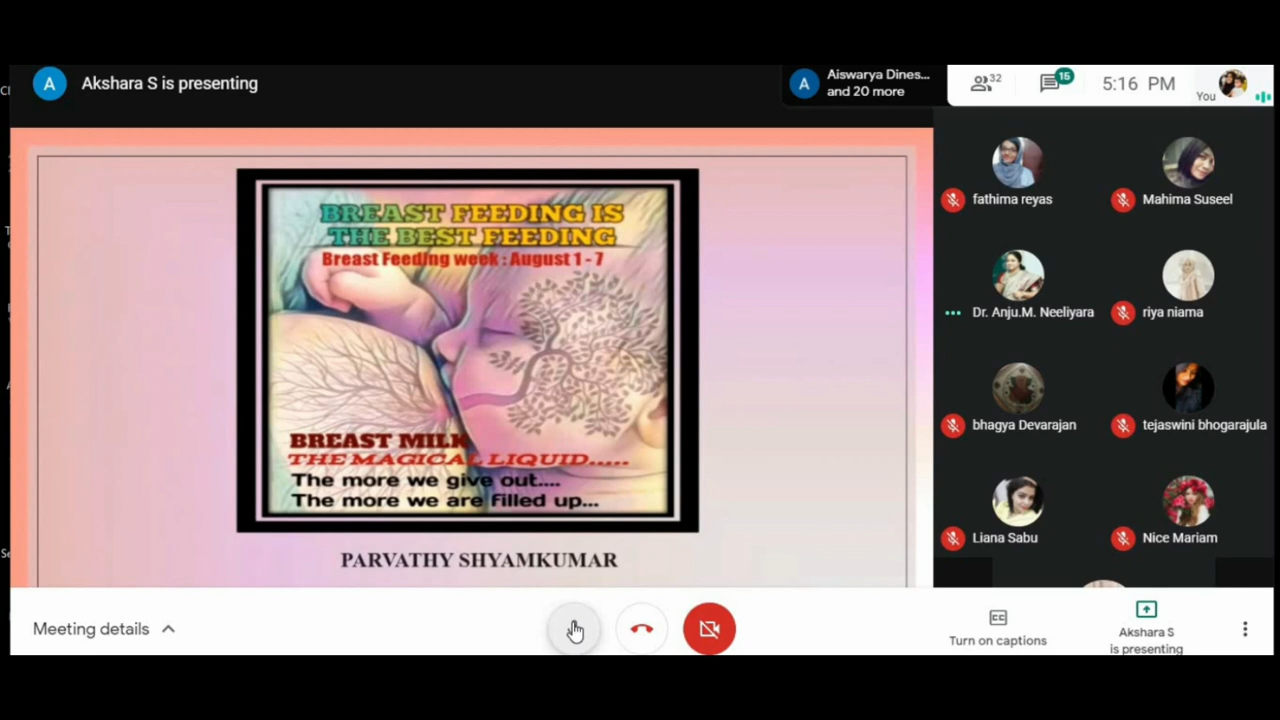 Akshara S is presenting
Aiswarya Dines...
and 20 more
32
15
5:16 PM
You
BREAST FEEDING IS
THE BEST FEEDING
Breast Feeding week : August 1 - 7
BREAST MILK
THE MAGICAL LIQUID.....
The more we give out....
The more we are filled up...
PARVATHY SHYAMKUMAR
fathima reyas
Mahima Suseel
Dr. Anju.M. Neeliyara
riya niama
bhagya Devarajan
tejaswini bhogarajula
Liana Sabu
Nice Mariam
Meeting details
Turn on captions
Akshara S
is presenting